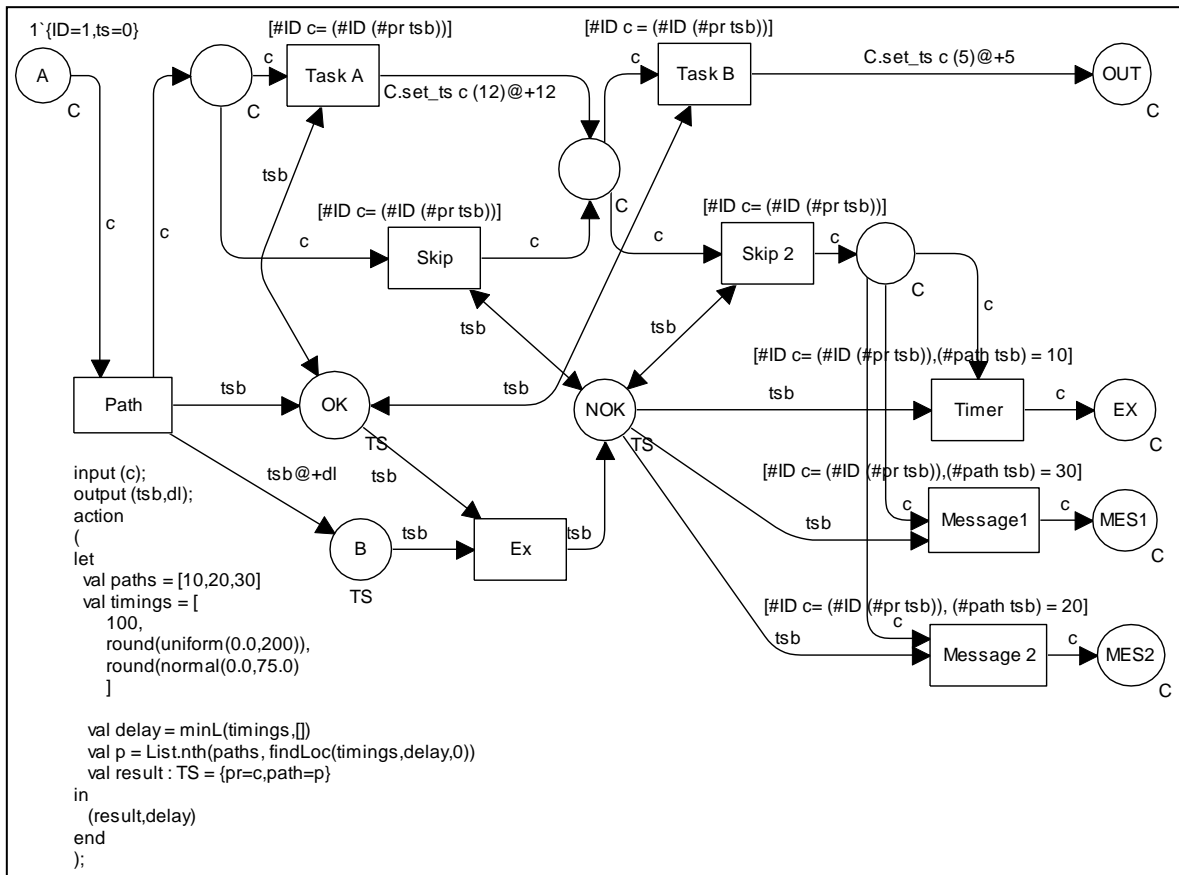 1`{ID=1,ts=0}
[#ID c= (#ID (#pr tsb))]
[#ID c = (#ID (#pr tsb))]
A
C
c
C
c
Task A
C.set_ts c (12)@+12
c
Task B
C.set_ts c (5)@+5
OUT
C
tsb
c
c
[#ID c= (#ID (#pr tsb))]
c
Skip
c
C
[#ID c= (#ID (#pr tsb))]
c
Skip 2
c
C
c
tsb
tsb
[#ID c= (#ID (#pr tsb)),(#path tsb) = 10]
Path
tsb
OK
TS
tsb
NOK
TS
tsb
Timer
c
EX
C
tsb@+dl
tsb
[#ID c= (#ID (#pr tsb)),(#path tsb) = 30]
B
TS
tsb
Ex
tsb
tsb
c
Message1
c
MES1
C
[#ID c= (#ID (#pr tsb)), (#path tsb) = 20]
tsb
c
Message 2
c
MES2
C
input (c);
output (tsb,dl);
action
(
let
val paths = [10,20,30]
val timings = [
100,
round(uniform(0.0,200)),
round(normal(0.0,75.0)
]
val delay = minL(timings,[])
val p = List.nth(paths, findLoc(timings,delay,0))
val result : TS = {pr=c,path=p}
in
(result,delay)
end
);